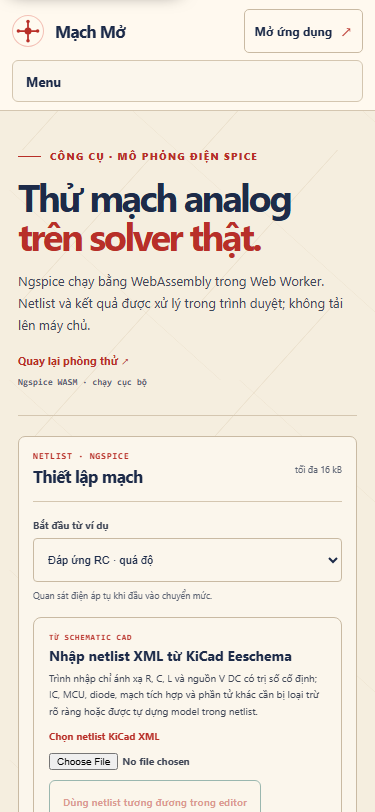 Mạch Mở
Mở ứng dụng ↗
Menu
CÔNG CỤ · MÔ PHỎNG ĐIỆN SPICE
Thử mạch analog
trên solver thật.
Ngspice chạy bằng WebAssembly trong Web Worker.
Netlist và kết quả được xử lý trong trình duyệt; không tải
lên máy chủ.
Quay lại phòng thử ↗
Ngspice WASM · chạy cục bộ
NETLIST · NGSPICE
Thiết lập mạch
tối đa 16 kB
Bắt đầu từ ví dụ
Đáp ứng RC · quá độ
Quan sát điện áp tụ khi đầu vào chuyển mức.
TỪ SCHEMATIC CAD
Nhập netlist XML từ KiCad Eeschema
Trình nhập chỉ ánh xạ R, C, L và nguồn V DC có trị số cố định;
IC, MCU, diode, mạch tích hợp và phần tử khác cần bị loại trừ
rõ ràng hoặc được tự dựng model trong netlist.
Chọn netlist KiCad XML
Choose File No file chosen
Dùng netlist tương đương trong editor